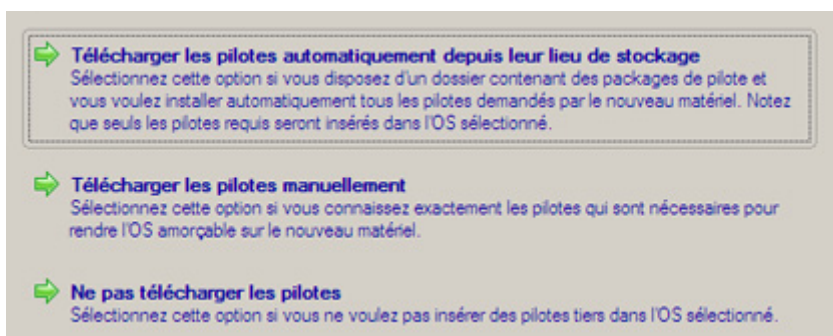 Télécharger les pilotes automatiquement depuis leur lieu de stockage
Sélectionnez cette option si vous disposez d'un dossier contenant des packages de pilote et
vous voulez installer automatiquement tous les pilotes demandés par le nouveau matériel. Notez
que seuls les pilotes requis seront insérés dans l'OS sélectionné.
Télécharger les pilotes manuellement
Sélectionnez cette option si vous connaissez exactement les pilotes qui sont nécessaires pour
rendre l'OS amorçable sur le nouveau matériel.
Ne pas télécharger les pilotes
Sélectionnez cette option si vous ne voulez pas insérer des pilotes tiers dans l'OS sélectionné.